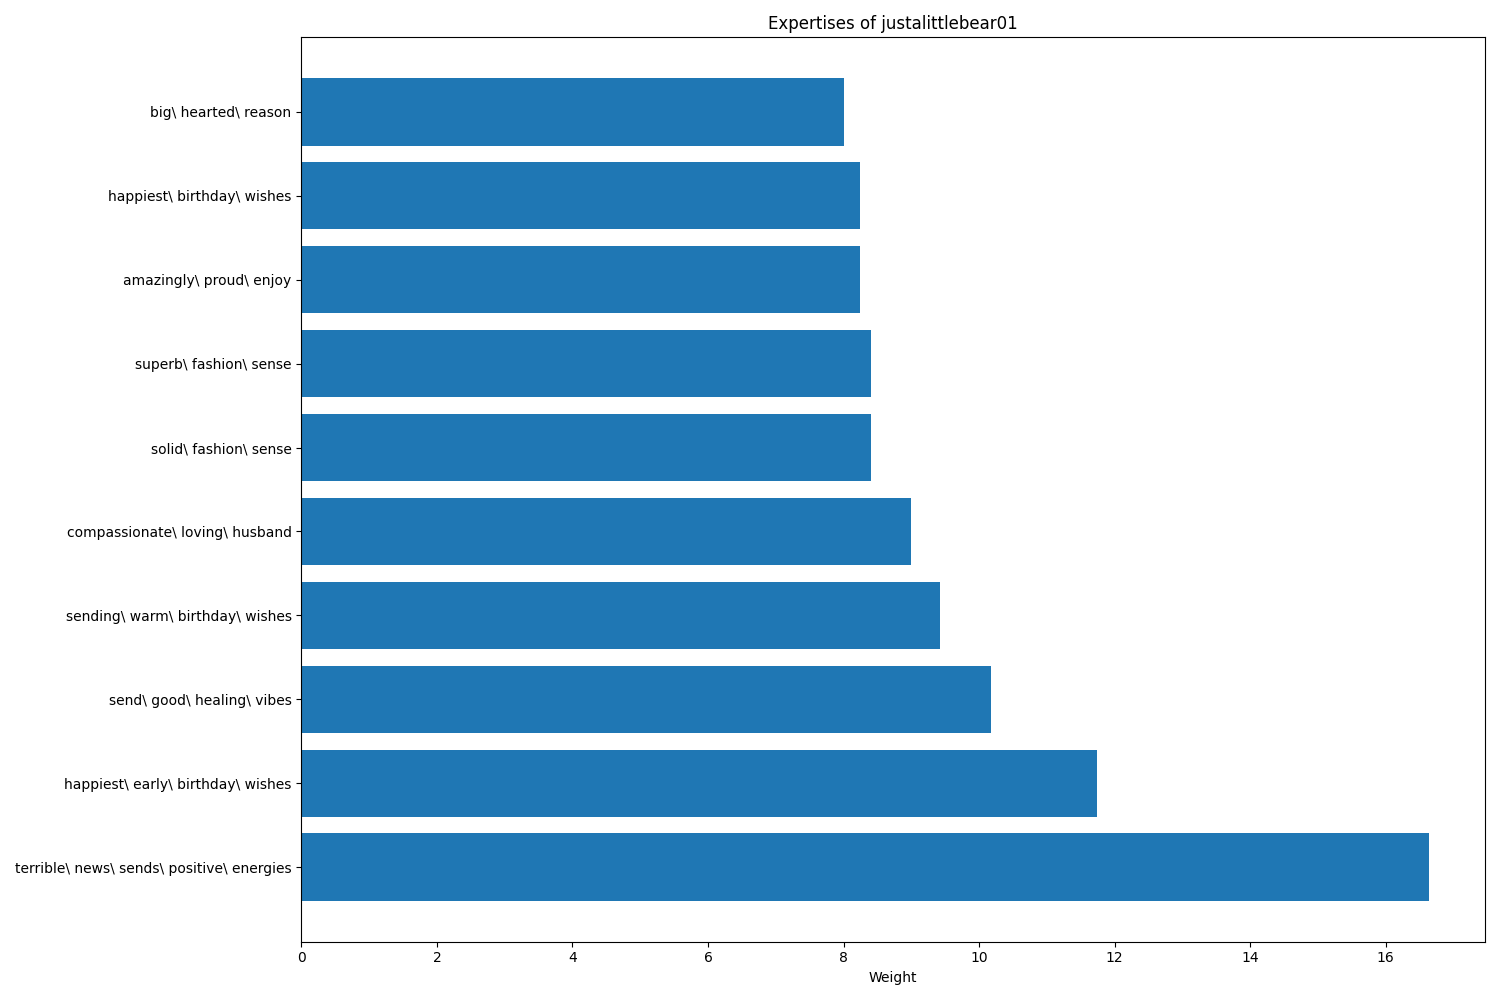 Expertises of justalittlebear01
big\ hearted\ reason
happiest\ birthday\ wishes
amazingly\ proud\ enjoy
superb\ fashion\ sense
solid\ fashion\ sense
compassionate\ loving\ husband
sending\ warm\ birthday\ wishes
send\ good\ healing\ vibes
happiest\ early\ birthday\ wishes
terrible\ news\ sends\ positive\ energies
0 2 4 6 8 10 12 14 16
Weight